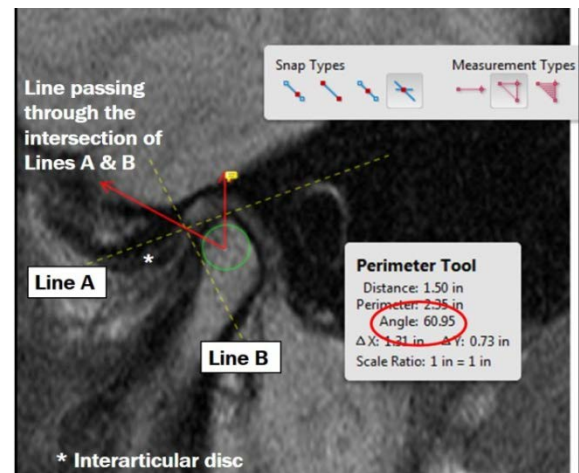 Snap Types
Measurement Types
Line passing
through the
intersection of
Lines A & B
*
Line A
Line B
Perimeter Tool
Distance: 1.50 in
Perimeter: 2.35 in
Angle: 60.95
Δ X: 1.31 in Δ Y: 0.73 in
Scale Ratio: 1 in = 1 in
* Interarticular disc